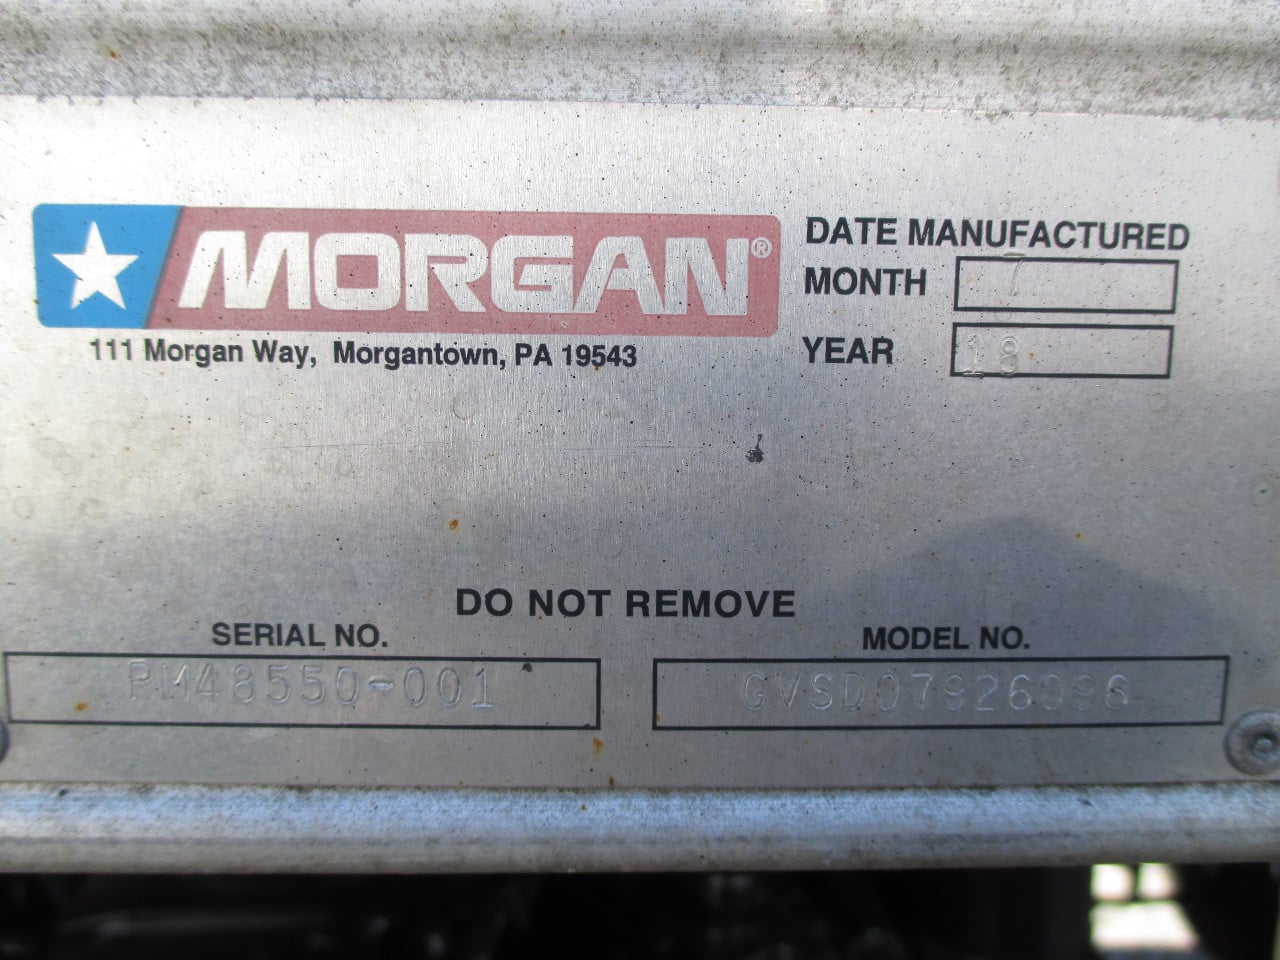 MORGAN®
111 Morgan Way, Morgantown, PA 19543
DATE MANUFACTURED
MONTH 7
YEAR 18
DO NOT REMOVE
SERIAL NO.
PM48550-001
MODEL NO.
GVSD07926096